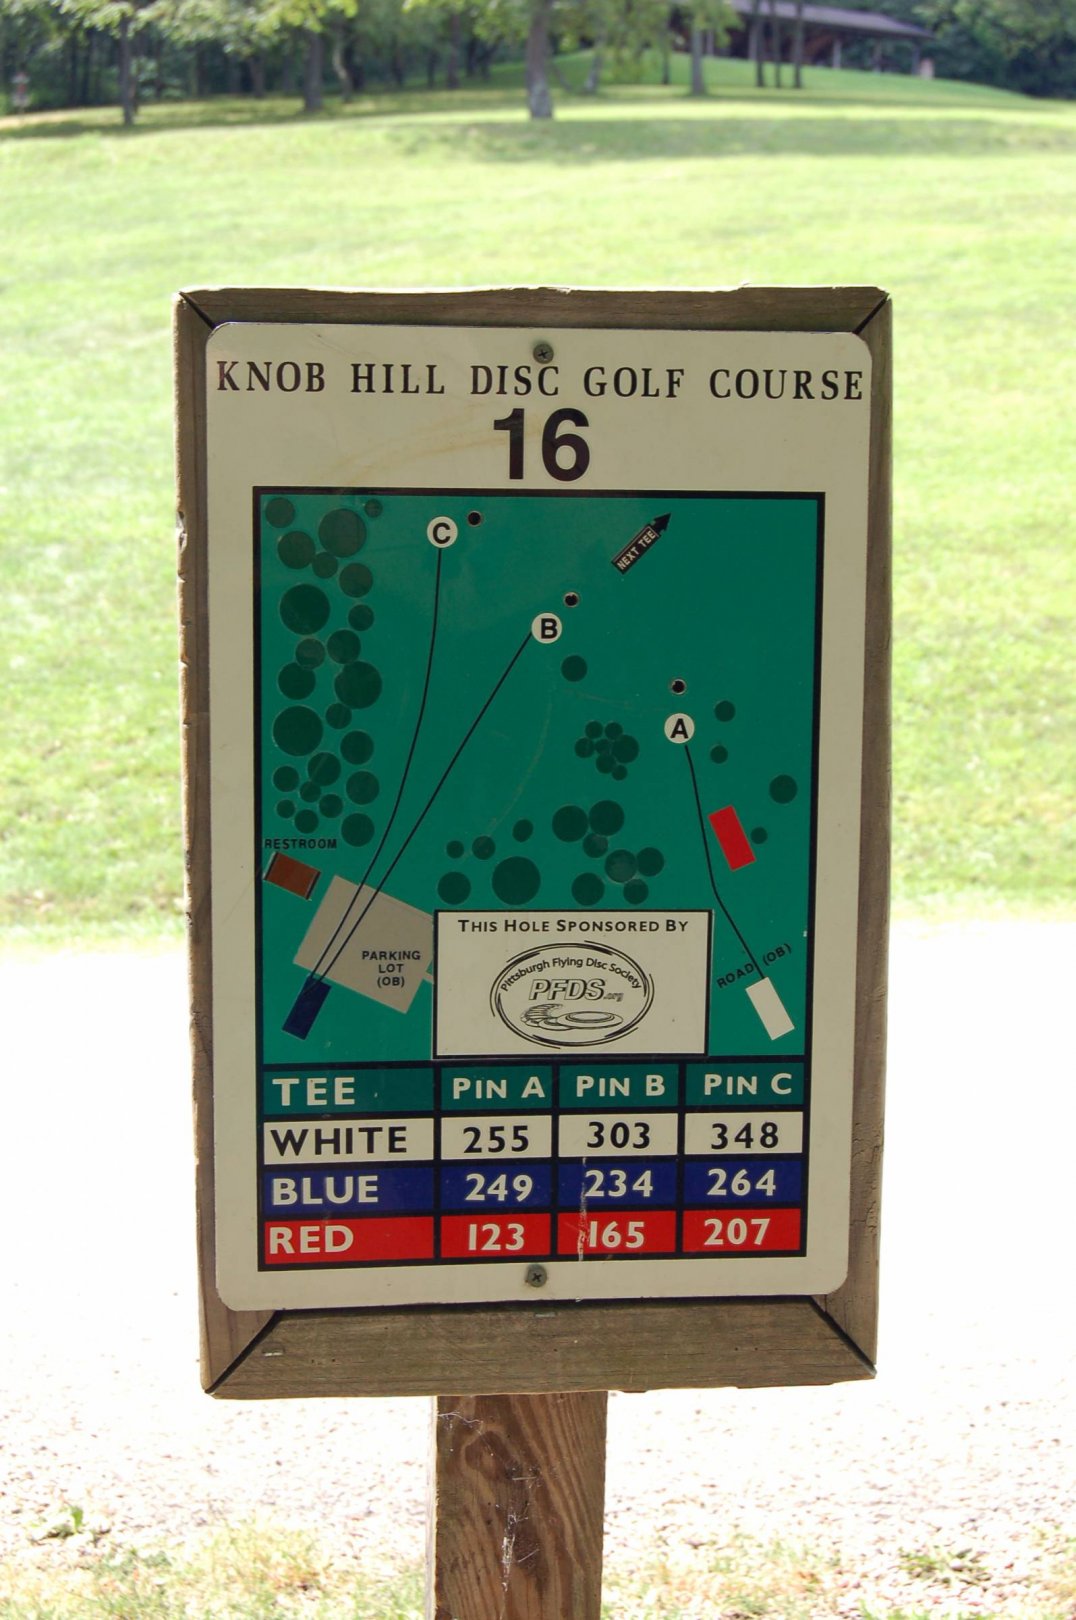 KNOB HILL DISC GOLF COURSE
16
C
NEXT TEE
B
A
RESTROOM
PARKING
LOT
(OB)
ROAD (OB)
THIS HOLE SPONSORED BY
Pittsburgh Flying Disc Society
PFDS.org
TEE PIN A PIN B PIN C
WHITE 255 303 348
BLUE 249 234 264
RED 123 165 207